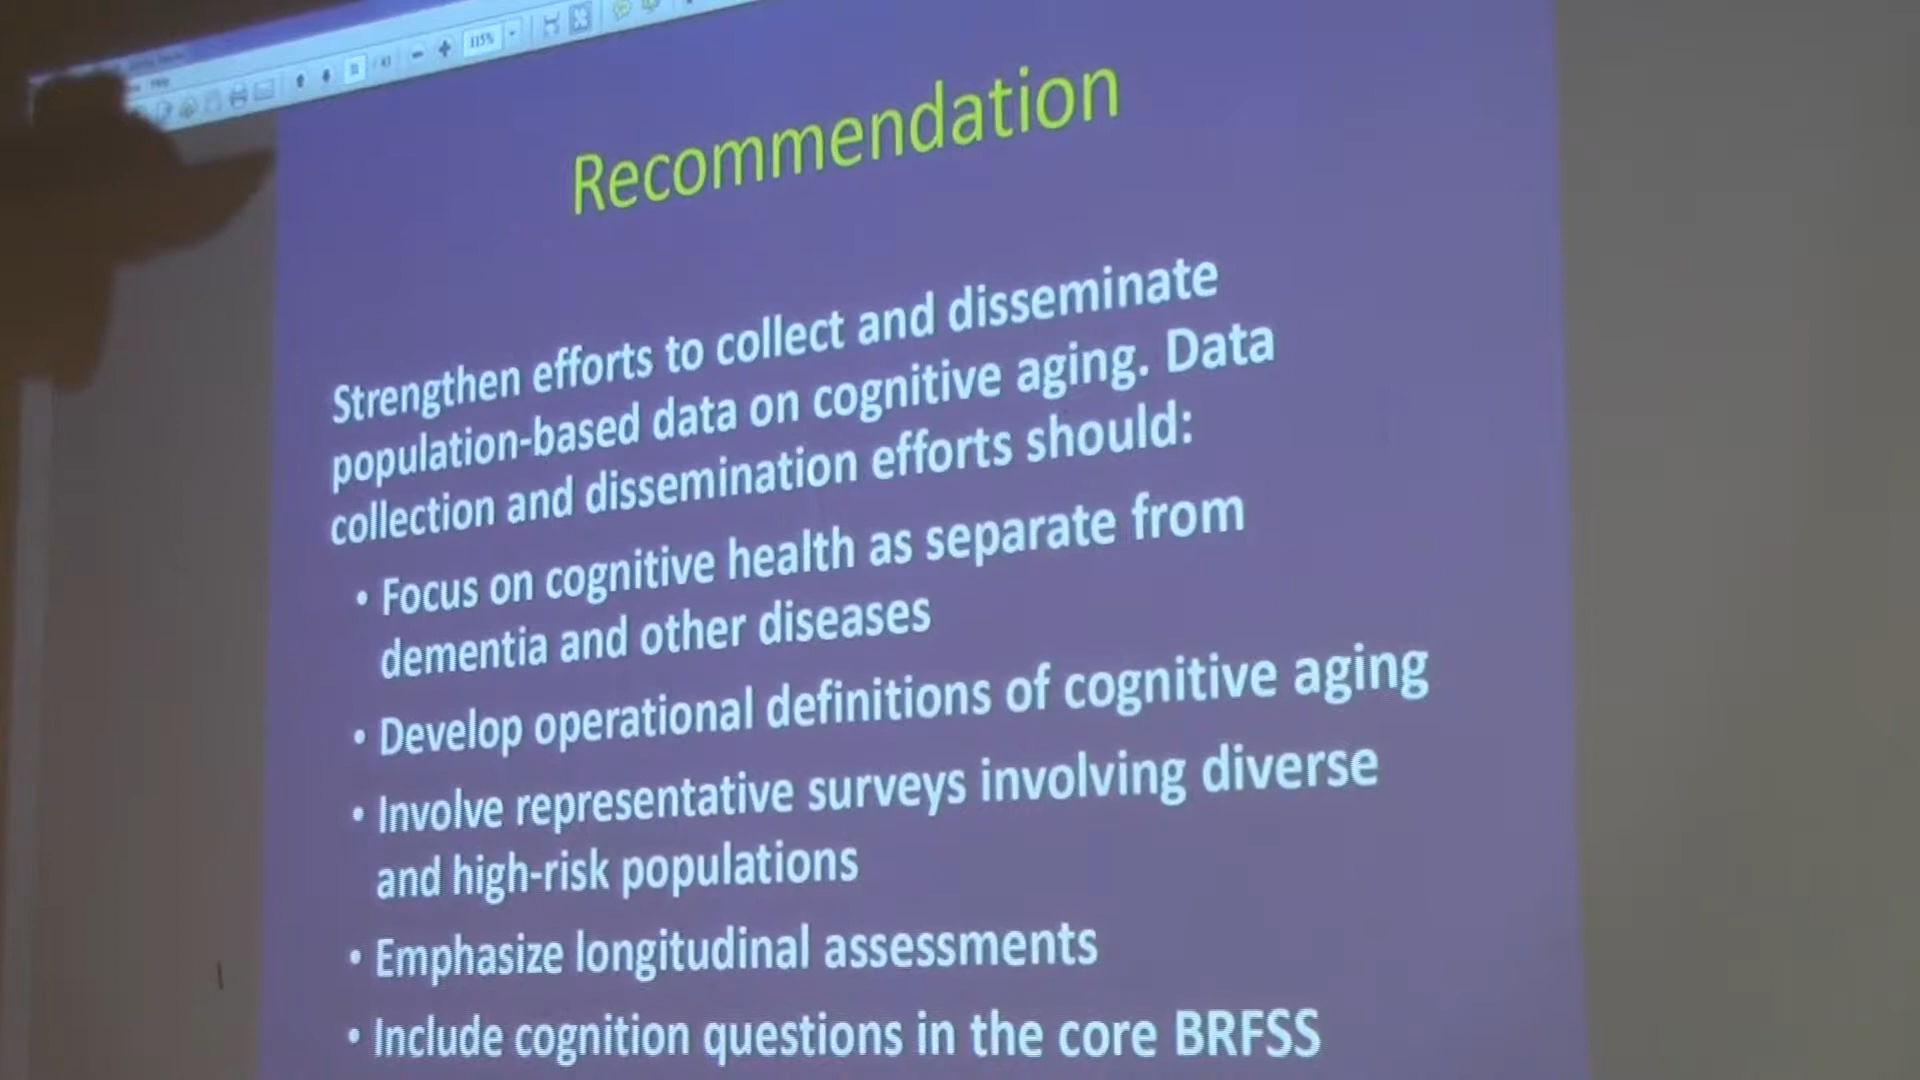 115%
Recommendation
Strengthen efforts to collect and disseminate
population-based data on cognitive aging. Data
collection and dissemination efforts should:
• Focus on cognitive health as separate from
dementia and other diseases
• Develop operational definitions of cognitive aging
• Involve representative surveys involving diverse
and high-risk populations
• Emphasize longitudinal assessments
• Include cognition questions in the core BRFSS